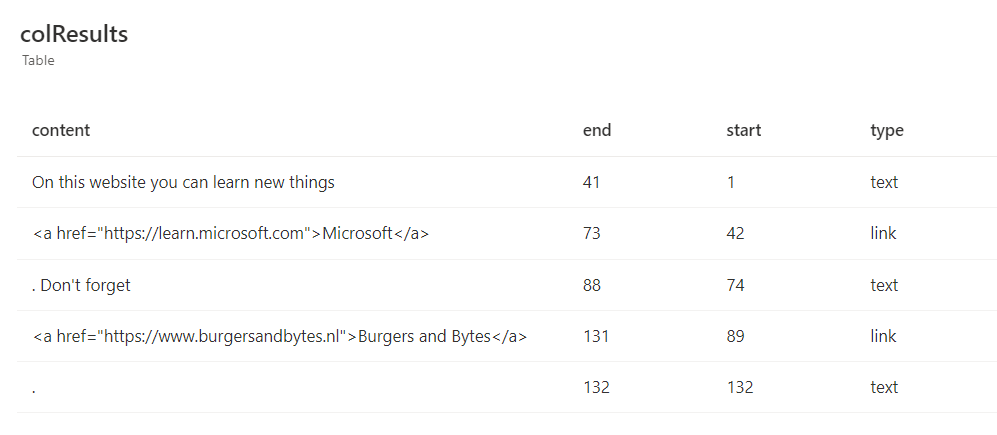 colResults
Table
content end start type
On this website you can learn new things 41 1 text
<a href="https://learn.microsoft.com">Microsoft</a> 73 42 link
. Don't forget 88 74 text
<a href="https://www.burgersandbytes.nl">Burgers and Bytes</a> 131 89 link
. 132 132 text